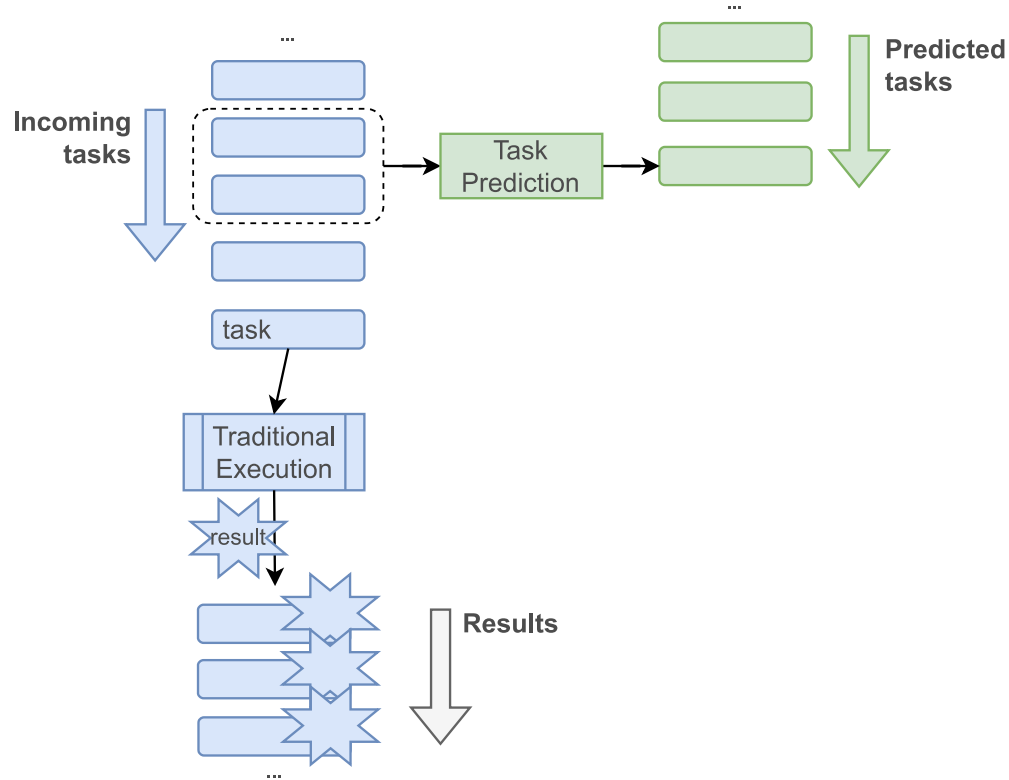 ...
...
Predicted
tasks
Incoming
tasks
Task
Prediction
task
Traditional
Execution
result
Results
...